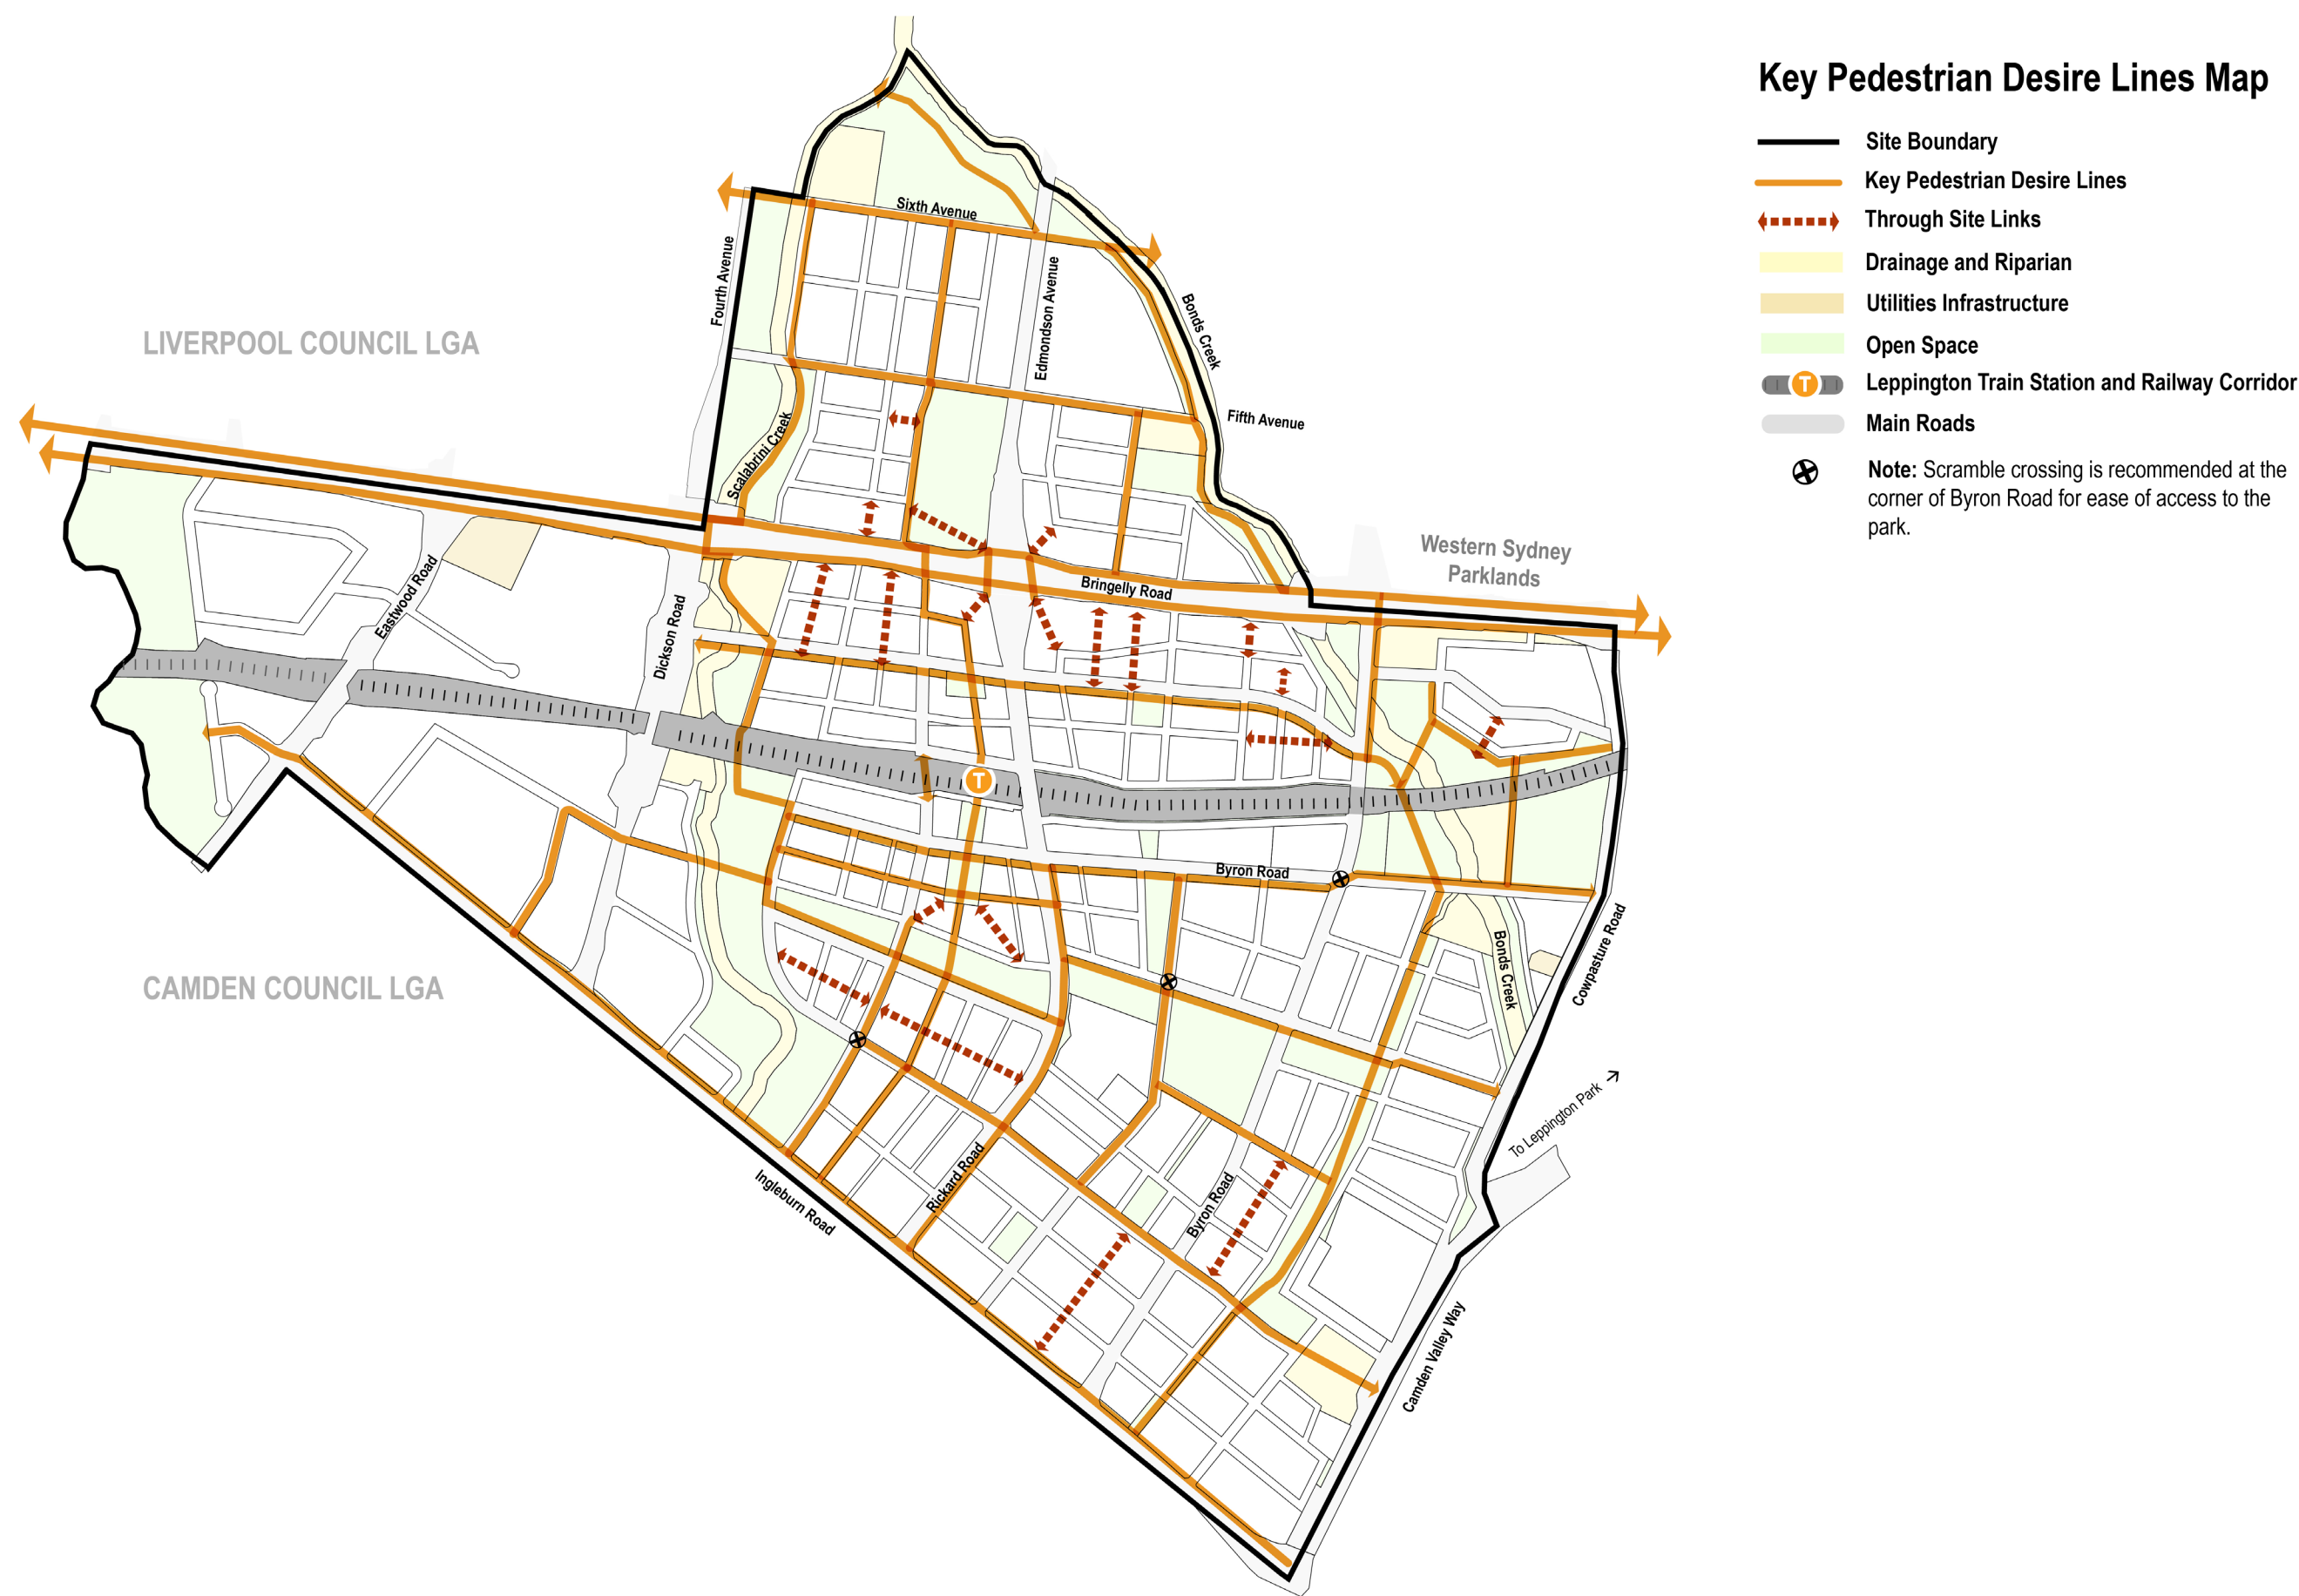 Key Pedestrian Desire Lines Map
Site Boundary
Key Pedestrian Desire Lines
Through Site Links
Drainage and Riparian
Utilities Infrastructure
Open Space
T
Leppington Train Station and Railway Corridor
Main Roads
Note: Scramble crossing is recommended at the
corner of Byron Road for ease of access to the
park.
Sixth Avenue
Fourth Avenue
Edmondson Avenue
Bonds Creek
LIVERPOOL COUNCIL LGA
Fifth Avenue
Scalabrini Creek
Western Sydney
Parklands
Bringelly Road
Eastwood Road
Dickson Road
T
Byron Road
Bonds Creek
Cowpasture Road
CAMDEN COUNCIL LGA
To Leppington Park
Rickard Road
Byron Road
Ingleburn Road
Camden Valley Way